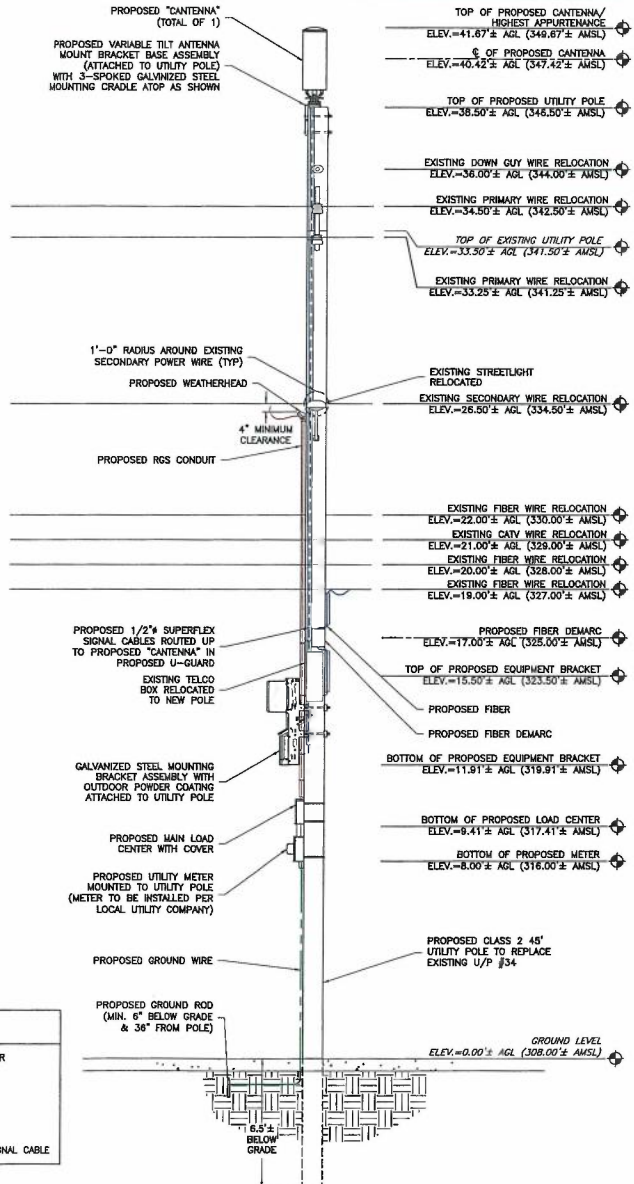 PROPOSED "CANTENNA"
(TOTAL OF 1)
PROPOSED VARIABLE TILT ANTENNA
MOUNT BRACKET BASE ASSEMBLY
(ATTACHED TO UTILITY POLE)
WITH 3-SPOKED GALVANIZED STEEL
MOUNTING CRADLE ATOP AS SHOWN
TOP OF PROPOSED CANTENNA/
HIGHEST APPURTENANCE
ELEV.=41.67'± AGL (349.67'± AMSL)
℄ OF PROPOSED CANTENNA
ELEV.=40.42'± AGL (347.42'± AMSL)
TOP OF PROPOSED UTILITY POLE
ELEV.=38.50'± AGL (346.50'± AMSL)
EXISTING DOWN GUY WIRE RELOCATION
ELEV.=36.00'± AGL (344.00'± AMSL)
EXISTING PRIMARY WIRE RELOCATION
ELEV.=34.50'± AGL (342.50'± AMSL)
TOP OF EXISTING UTILITY POLE
ELEV.=33.50'± AGL (341.50'± AMSL)
EXISTING PRIMARY WIRE RELOCATION
ELEV.=33.25'± AGL (341.25'± AMSL)
1'-0" RADIUS AROUND EXISTING
SECONDARY POWER WIRE (TYP)
PROPOSED WEATHERHEAD
EXISTING STREETLIGHT
RELOCATED
EXISTING SECONDARY WIRE RELOCATION
ELEV.=26.50'± AGL (334.50'± AMSL)
4" MINIMUM
CLEARANCE
PROPOSED RGS CONDUIT
EXISTING FIBER WIRE RELOCATION
ELEV.=22.00'± AGL (330.00'± AMSL)
EXISTING CATV WIRE RELOCATION
ELEV.=21.00'± AGL (329.00'± AMSL)
EXISTING FIBER WIRE RELOCATION
ELEV.=20.00'± AGL (328.00'± AMSL)
EXISTING FIBER WIRE RELOCATION
ELEV.=19.00'± AGL (327.00'± AMSL)
PROPOSED 1/2"ø SUPERFLEX
SIGNAL CABLES ROUTED UP
TO PROPOSED "CANTENNA" IN
PROPOSED U-GUARD
PROPOSED FIBER DEMARC
ELEV.=17.00'± AGL (325.00'± AMSL)
EXISTING TELCO
BOX RELOCATED
TO NEW POLE
TOP OF PROPOSED EQUIPMENT BRACKET
ELEV.=15.50'± AGL (323.50'± AMSL)
PROPOSED FIBER
PROPOSED FIBER DEMARC
GALVANIZED STEEL MOUNTING
BRACKET ASSEMBLY WITH
OUTDOOR POWDER COATING
ATTACHED TO UTILITY POLE
BOTTOM OF PROPOSED EQUIPMENT BRACKET
ELEV.=11.91'± AGL (319.91'± AMSL)
BOTTOM OF PROPOSED LOAD CENTER
ELEV.=9.41'± AGL (317.41'± AMSL)
PROPOSED MAIN LOAD
CENTER WITH COVER
BOTTOM OF PROPOSED METER
ELEV.=8.00'± AGL (316.00'± AMSL)
PROPOSED UTILITY METER
MOUNTED TO UTILITY POLE
(METER TO BE INSTALLED PER
LOCAL UTILITY COMPANY)
PROPOSED CLASS 2 45'
UTILITY POLE TO REPLACE
EXISTING U/P #34
PROPOSED GROUND WIRE
PROPOSED GROUND ROD
(MIN. 6" BELOW GRADE
& 36" FROM POLE)
GROUND LEVEL
ELEV.=0.00'± AGL (308.00'± AMSL)
6.5'±
BELOW
GRADE
CABLE